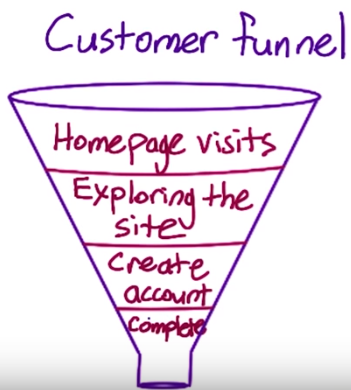 Customer funnel
Homepage visits
Exploring the
site
Create
account
Complete